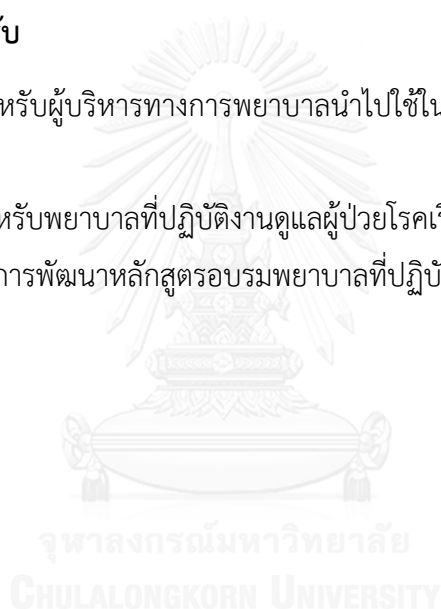 หรับผู้บริหารทางการพยาบาลนำไปใช้ใน
หรับพยาบาลที่ปฏิบัติงานดูแลผู้ป่วยโรคเรื
การพัฒนาหลักสูตรอบรมพยาบาลที่ปฏิบั
จุฬาลงกรณ์มหาวิทยาลัย
CHULALONGKORN UNIVERSITY